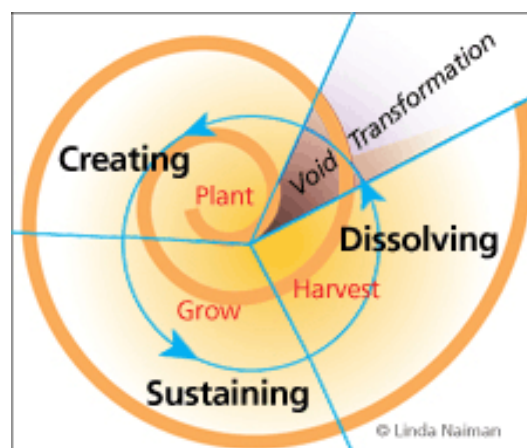 Transformation
Void
Creating
Plant
Dissolving
Harvest
Grow
Sustaining
© Linda Naiman